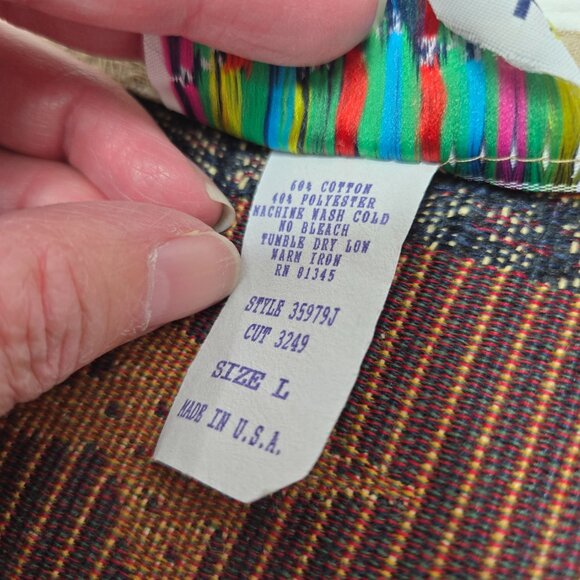 60% COTTON
40% POLYESTER
MACHINE WASH COLD
NO BLEACH
TUMBLE DRY LOW
WARM IRON
RN 81345
STYLE 35979J
CUT 3249
SIZE L
MADE IN U.S.A.